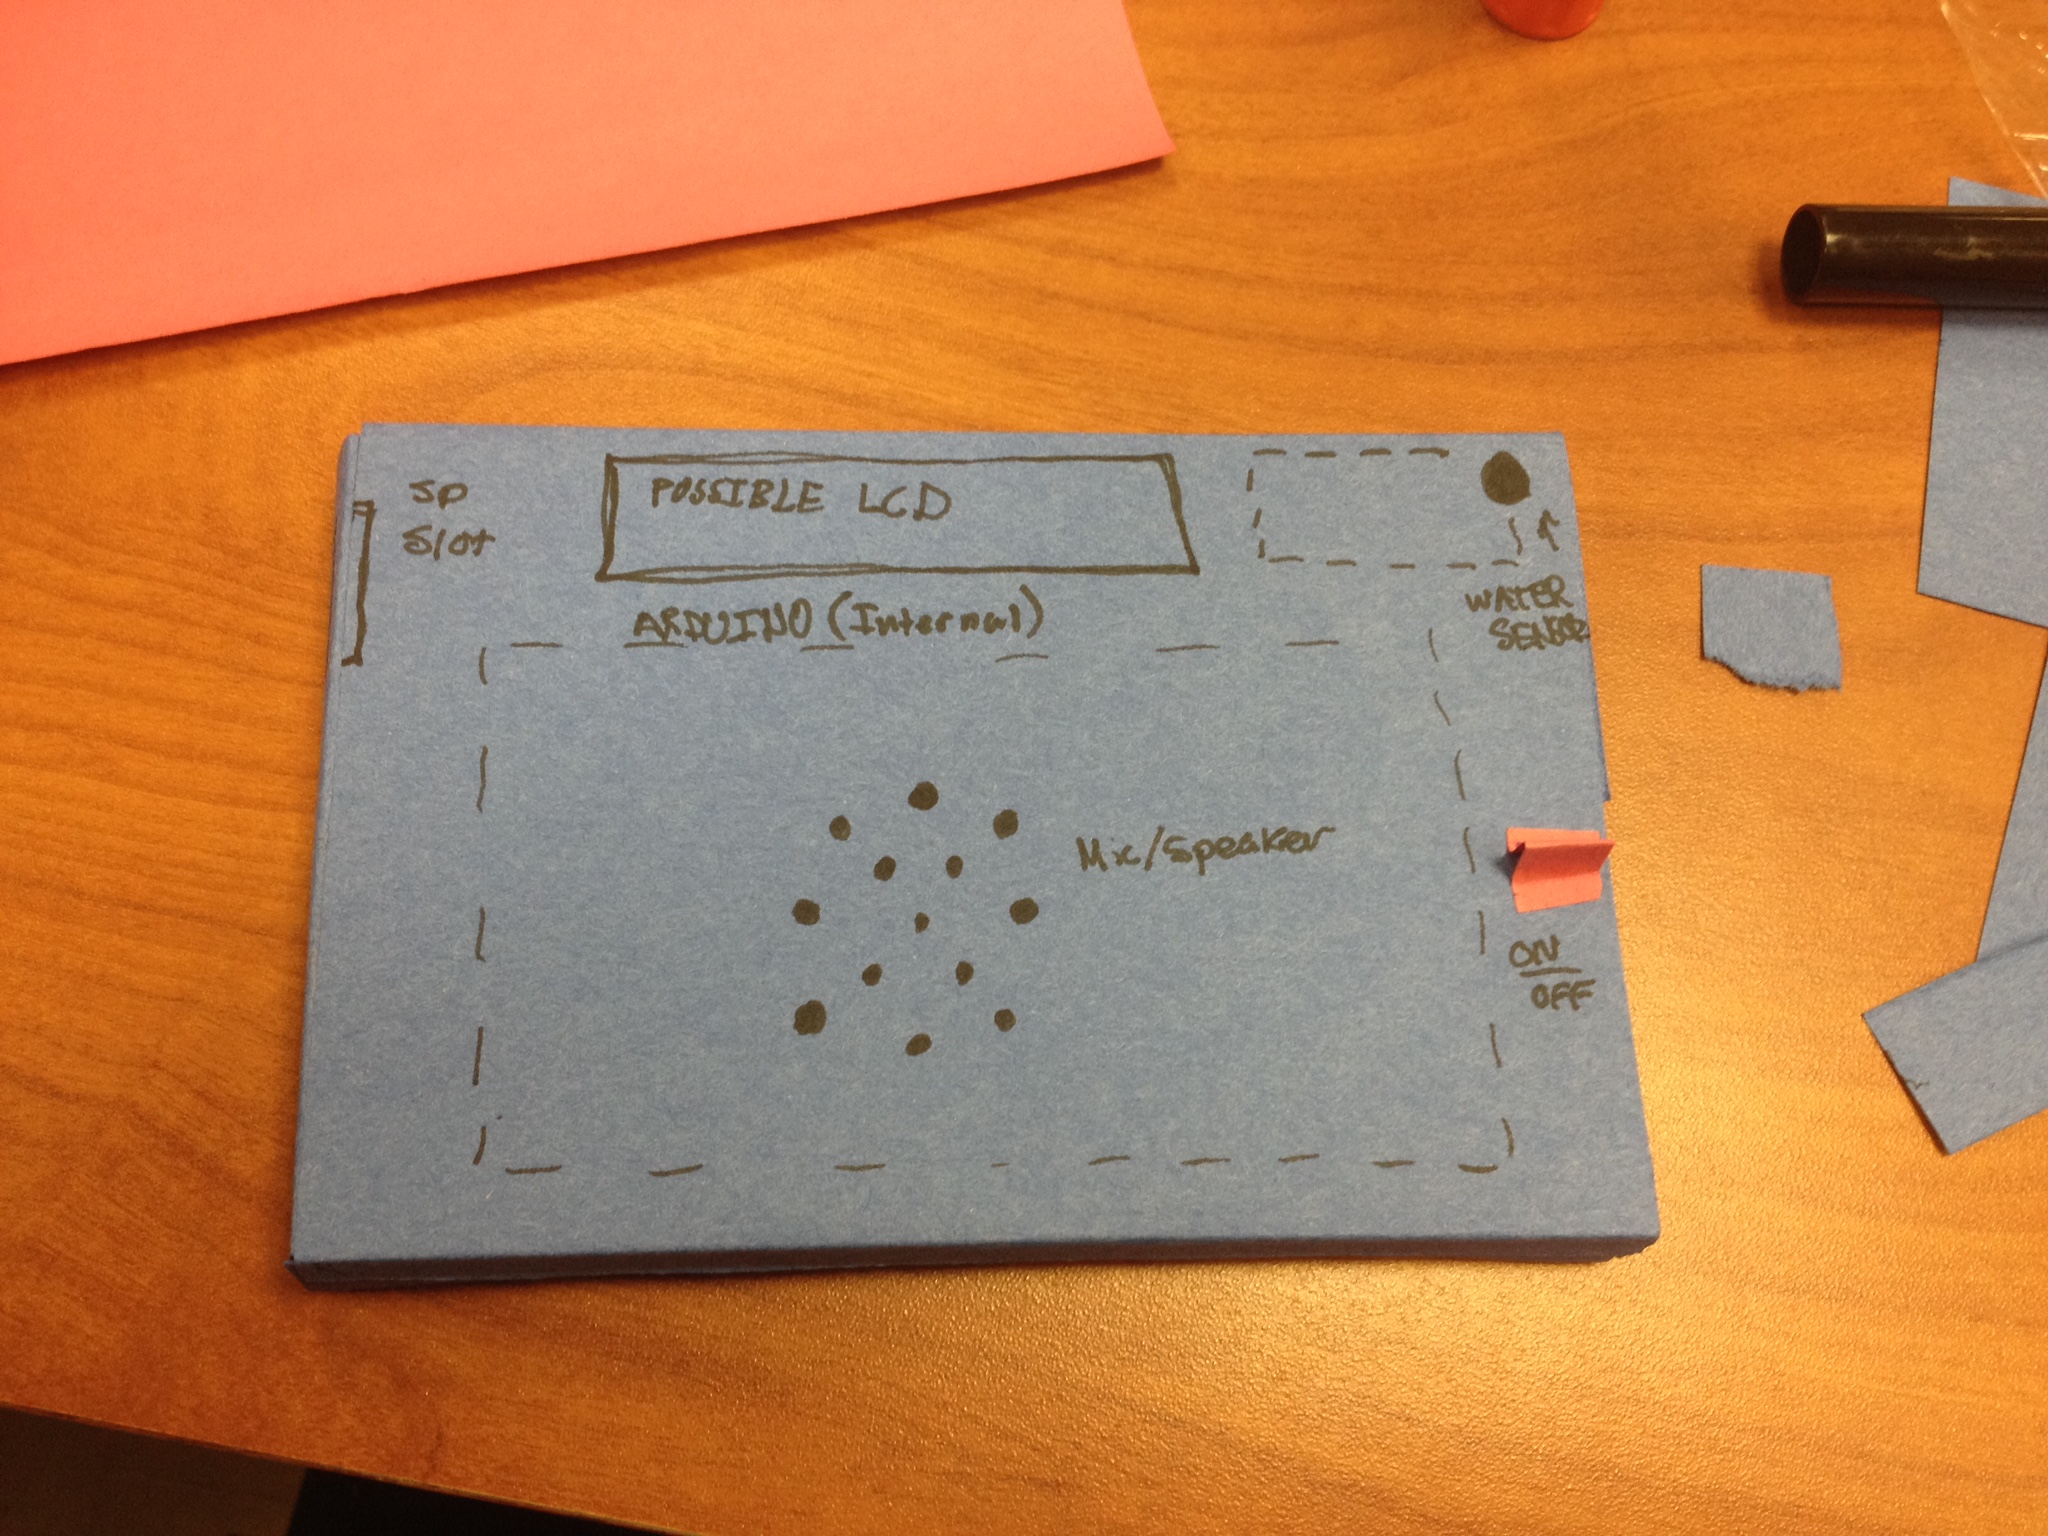 SD
Slot
POSSIBLE LCD
ARDUINO (Internal)
WATER
SENSOR
Mic/Speaker
ON
OFF